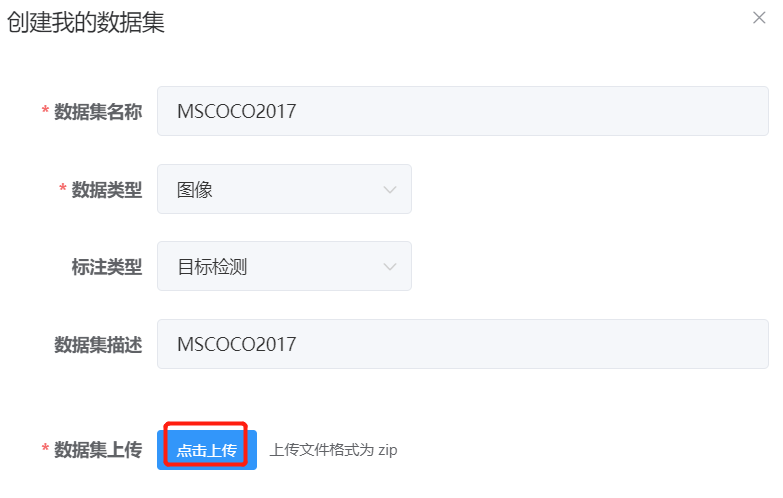 创建我的数据集
* 数据集名称 MSCOCO2017
* 数据类型 图像
标注类型 目标检测
数据集描述 MSCOCO2017
* 数据集上传 点击上传 上传文件格式为 zip